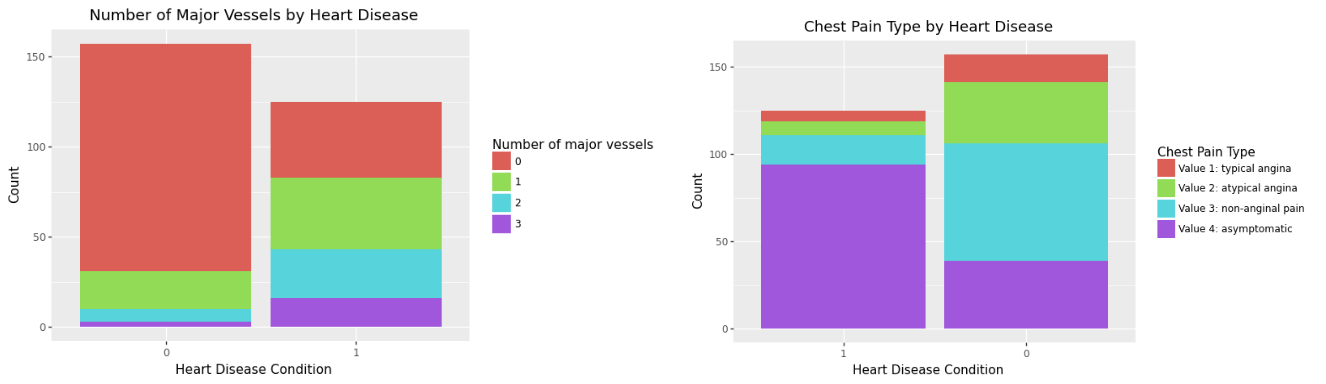 Number of Major Vessels by Heart Disease
150
100
50
0
Count
0
1
Heart Disease Condition
Number of major vessels
0
1
2
3
Chest Pain Type by Heart Disease
150
100
50
0
Count
1
0
Heart Disease Condition
Chest Pain Type
Value 1: typical angina
Value 2: atypical angina
Value 3: non-anginal pain
Value 4: asymptomatic